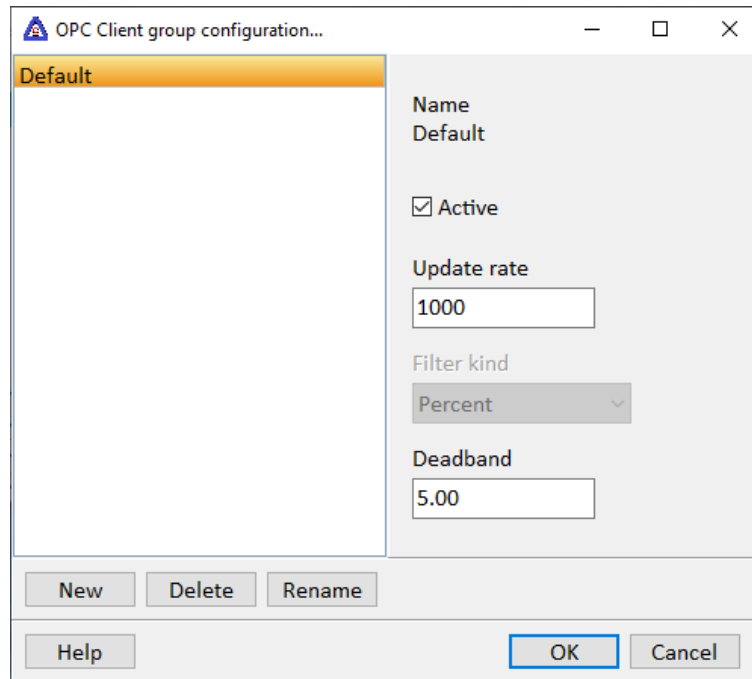 OPC Client group configuration...
Default
Name
Default
Active
Update rate
1000
Filter kind
Percent
Deadband
5.00
New Delete Rename
Help OK Cancel